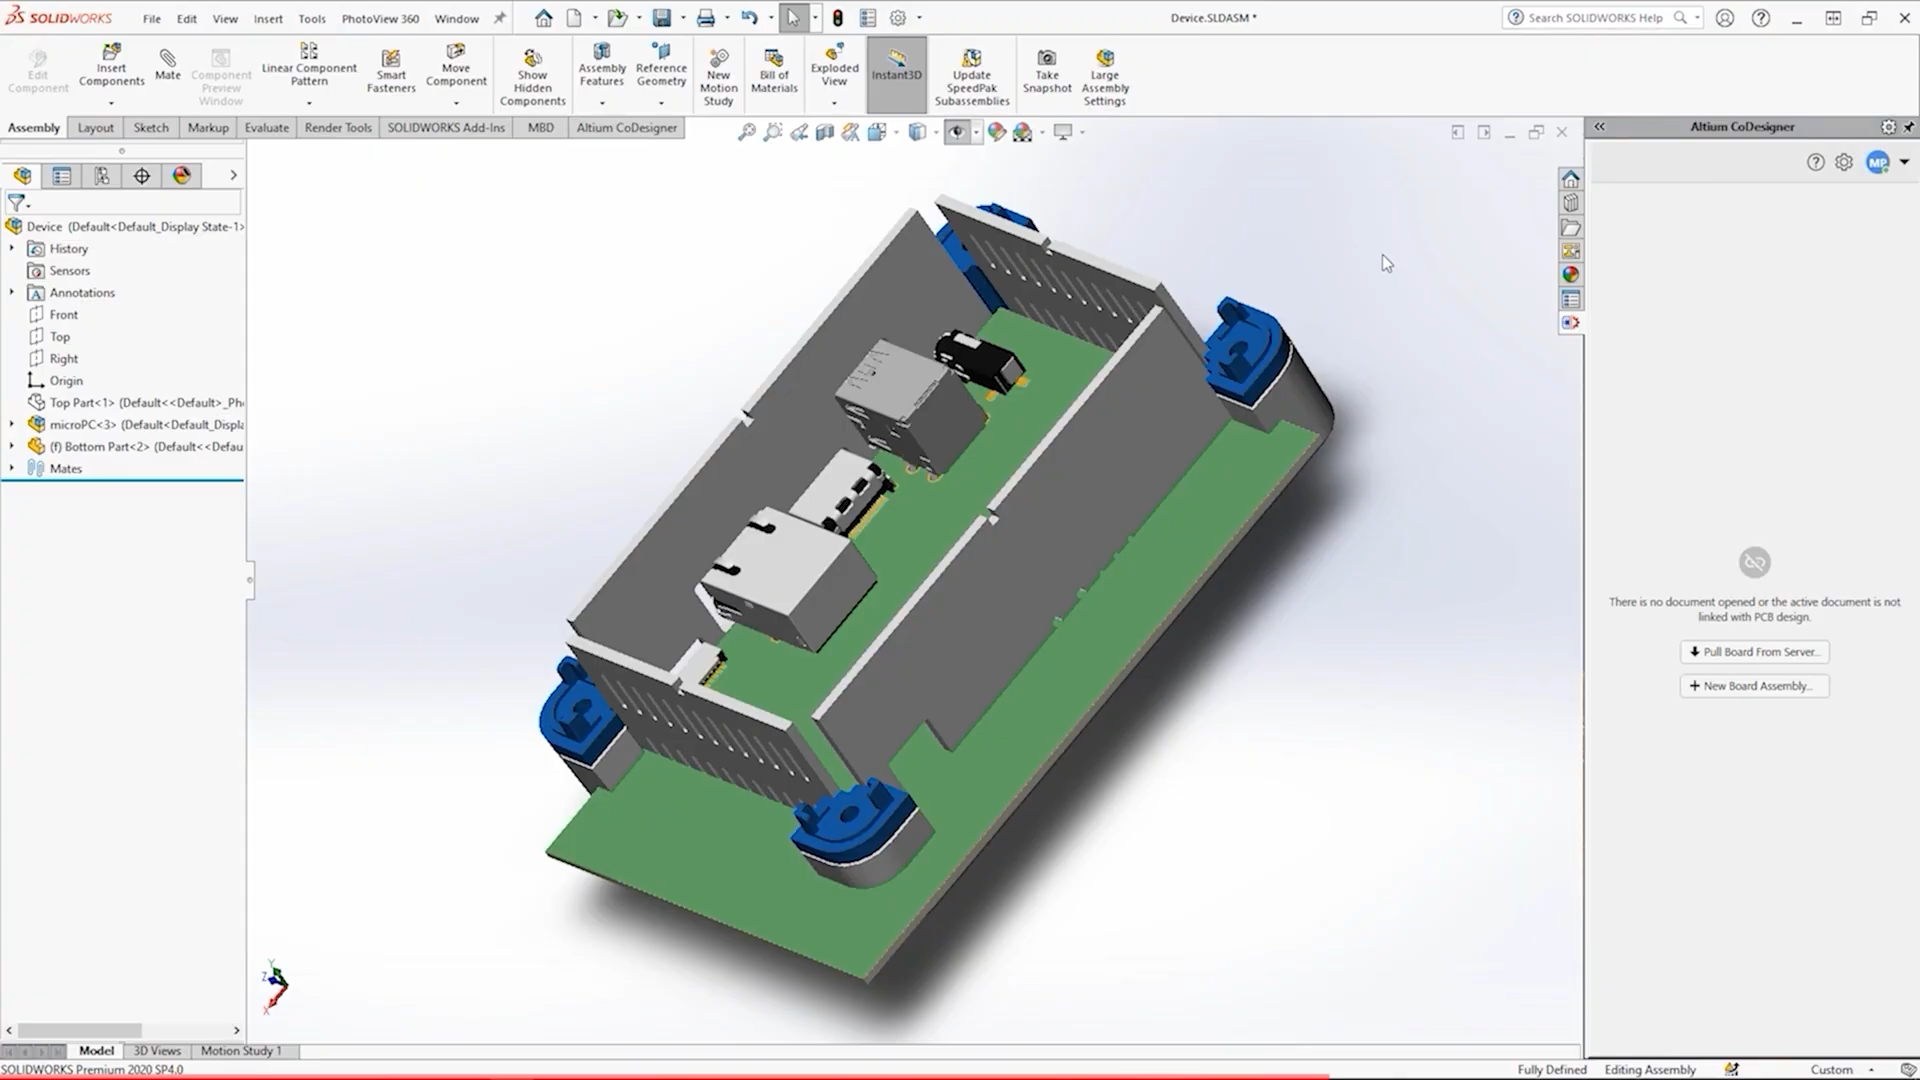 SOLIDWORKS File Edit View Insert Tools PhotoView 360 Window Device.SLDASM * Search SOLIDWORKS Help
Edit Component
Insert Components
Mate
Component Preview Window
Linear Component Pattern
Smart Fasteners
Move Component
Show Hidden Components
Assembly Features
Reference Geometry
New Motion Study
Bill of Materials
Exploded View
Instant3D
Update SpeedPak Subassemblies
Take Snapshot
Large Assembly Settings
Assembly Layout Sketch Markup Evaluate Render Tools SOLIDWORKS Add-Ins MBD Altium CoDesigner
Altium CoDesigner
MP
Device (Default<Default_Display State-1>
History
Sensors
Annotations
Front
Top
Right
Origin
Top Part<1> (Default<<Default>_Ph
microPC<3> (Default<Default_Displa
(f) Bottom Part<2> (Default<<Defau
Mates
There is no document opened or the active document is not
linked with PCB design.
Pull Board From Server...
New Board Assembly...
Y
Z
X
Model 3D Views Motion Study 1
SOLIDWORKS Premium 2020 SP4.0 Fully Defined Editing Assembly Custom